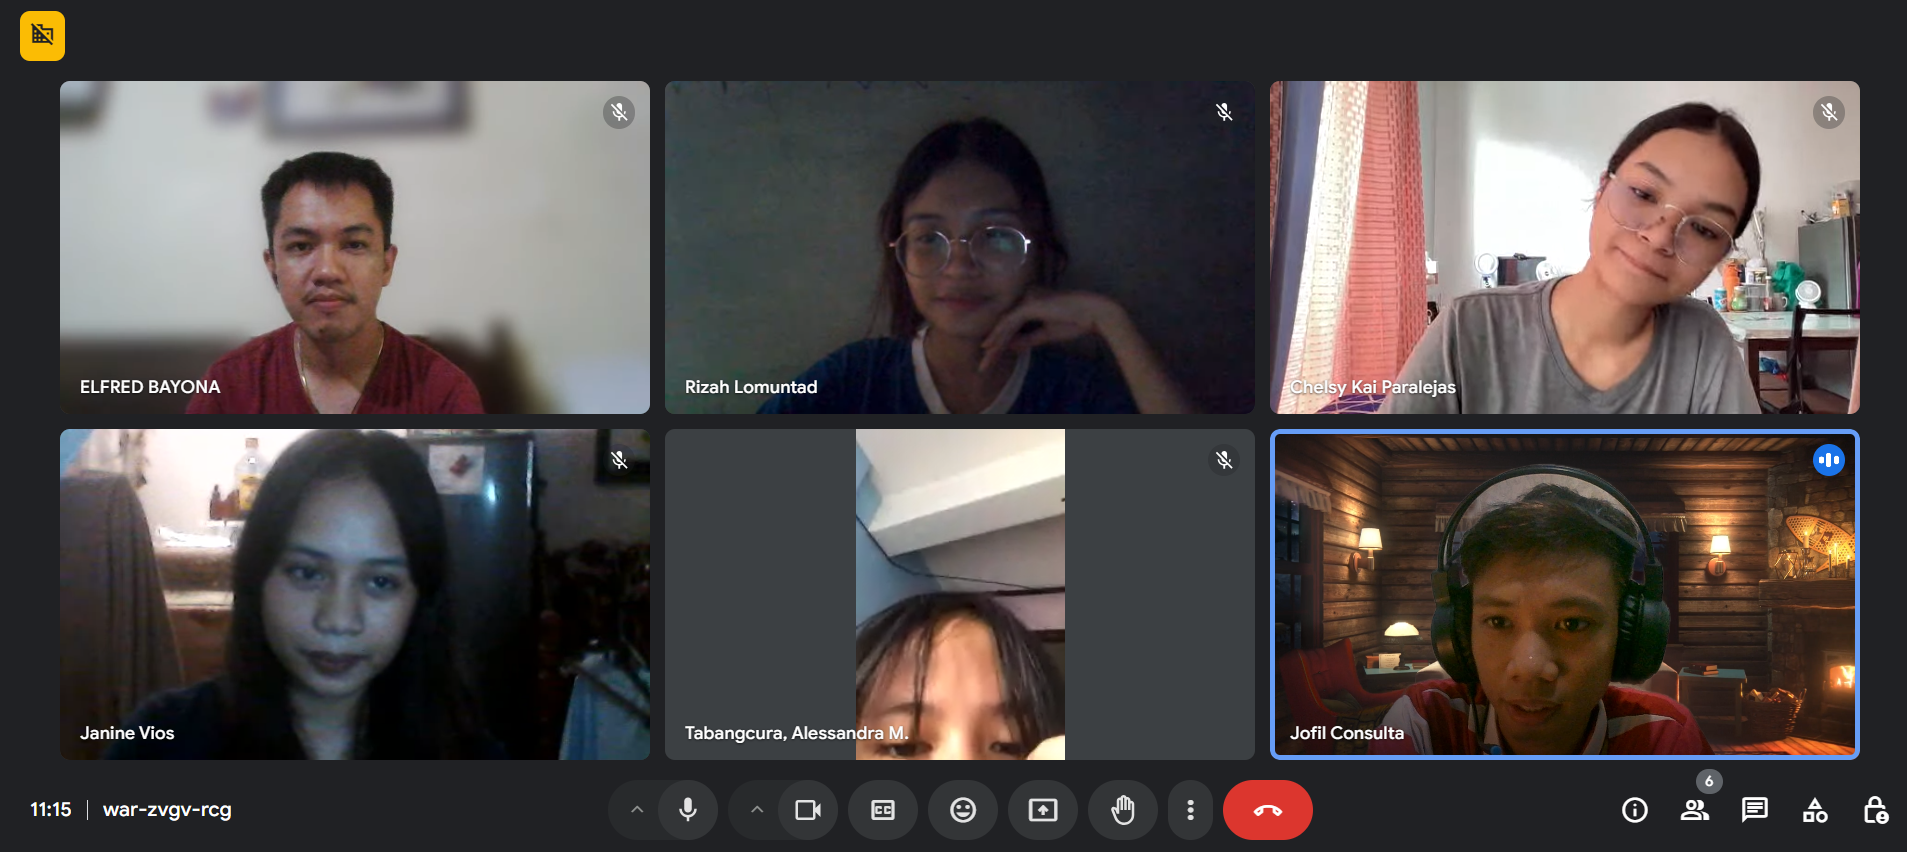 ELFRED BAYONA
Rizah Lomuntad
Chelsy Kai Paralejas
Janine Vios
Tabangcura, Alessandra M.
Jofil Consulta
6
11:15 | war-zvgv-rcg
CC